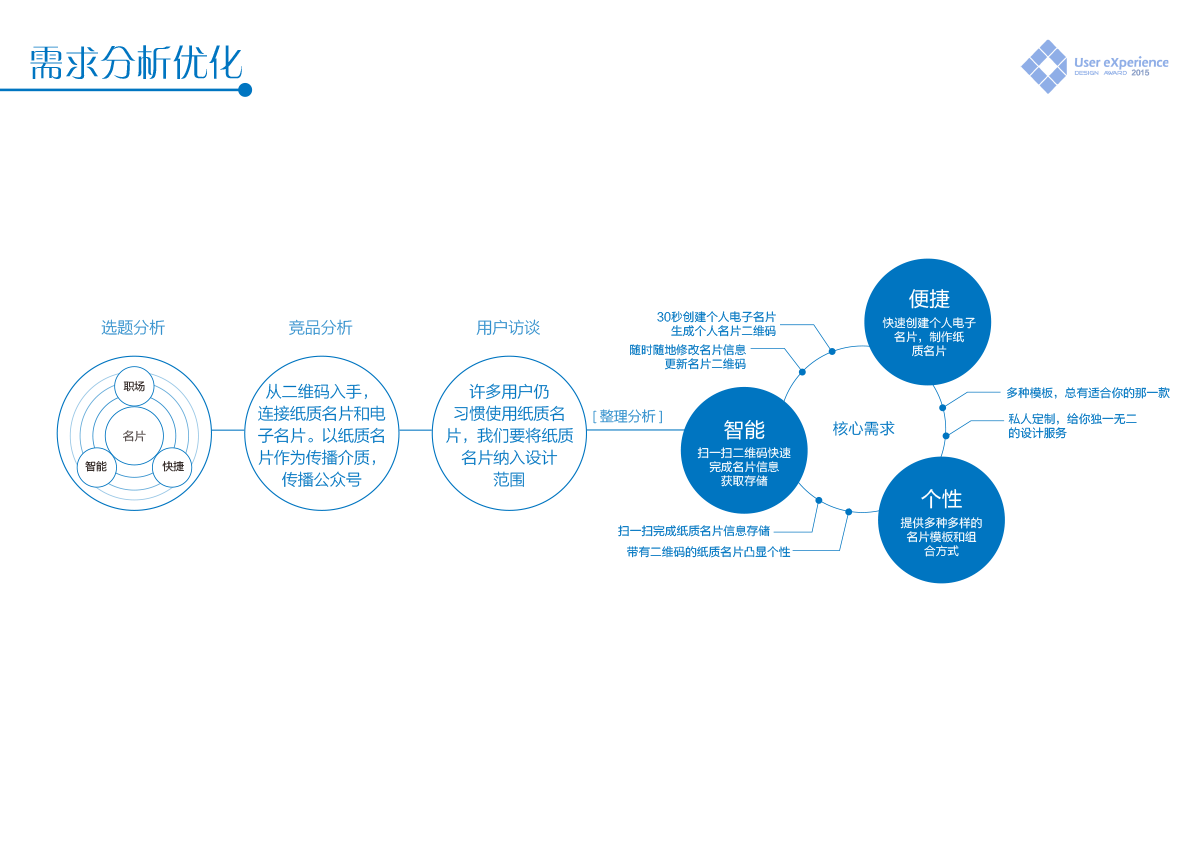 需求分析优化
User eXperience
DESIGN AWARD 2015
选题分析
职场
名片
智能
快捷
竞品分析
从二维码入手，
连接纸质名片和电
子名片。以纸质名
片作为传播介质，
传播公众号
用户访谈
许多用户仍
习惯使用纸质名
片，我们要将纸质
名片纳入设计
范围
[ 整理分析 ]
核心需求
智能
扫一扫二维码快速
完成名片信息
获取存储
便捷
快速创建个人电子
名片，制作纸
质名片
个性
提供多种多样的
名片模板和组
合方式
30秒创建个人电子名片
生成个人名片二维码
随时随地修改名片信息
更新名片二维码
多种模板，总有适合你的那一款
私人定制，给你独一无二
的设计服务
扫一扫完成纸质名片信息存储
带有二维码的纸质名片凸显个性